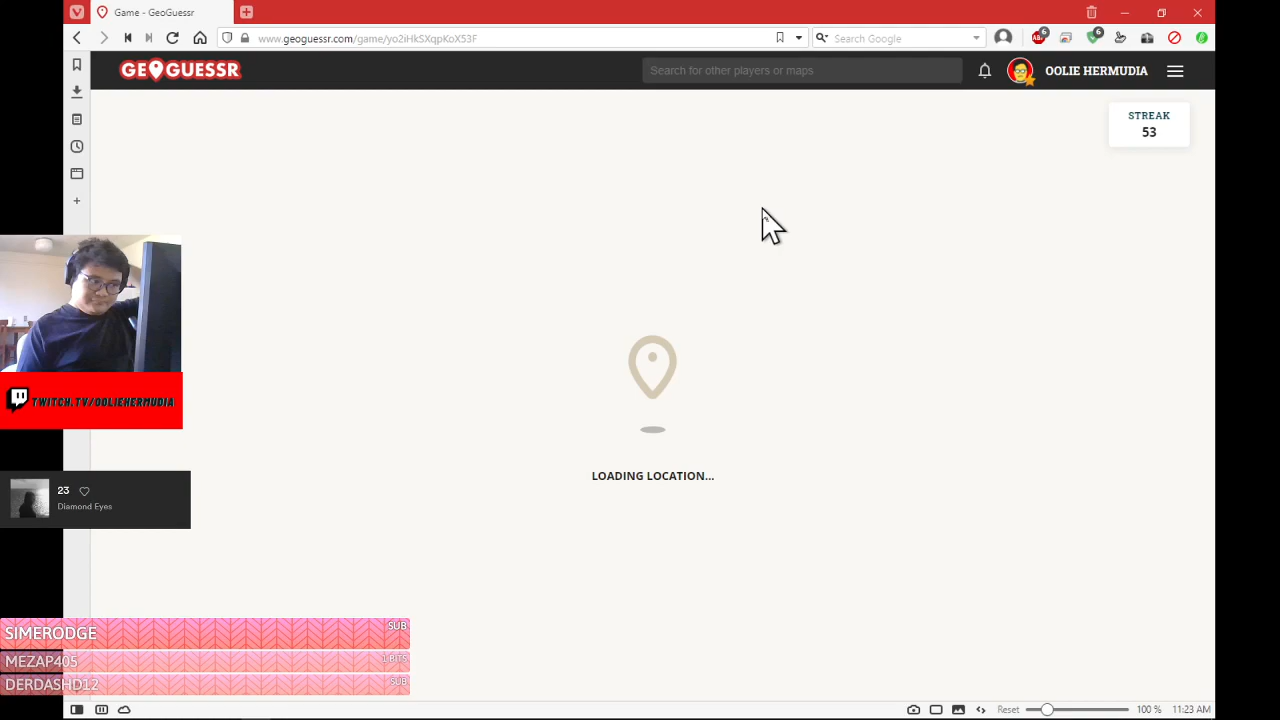 Game - GeoGuessr
www.geoguessr.com/game/yo2iHkSXqpKoX53F
Search Google
6
6
GEOGUESSR
Search for other players or maps
OOLIE HERMUDIA
STREAK
53
LOADING LOCATION...
TWITCH.TV/OOLIEHERMUDIA
23
Diamond Eyes
SIMERODGE
SUB
MEZAP405
1 BITS
DERDASHD12
SUB
Reset
100 %
11:23 AM